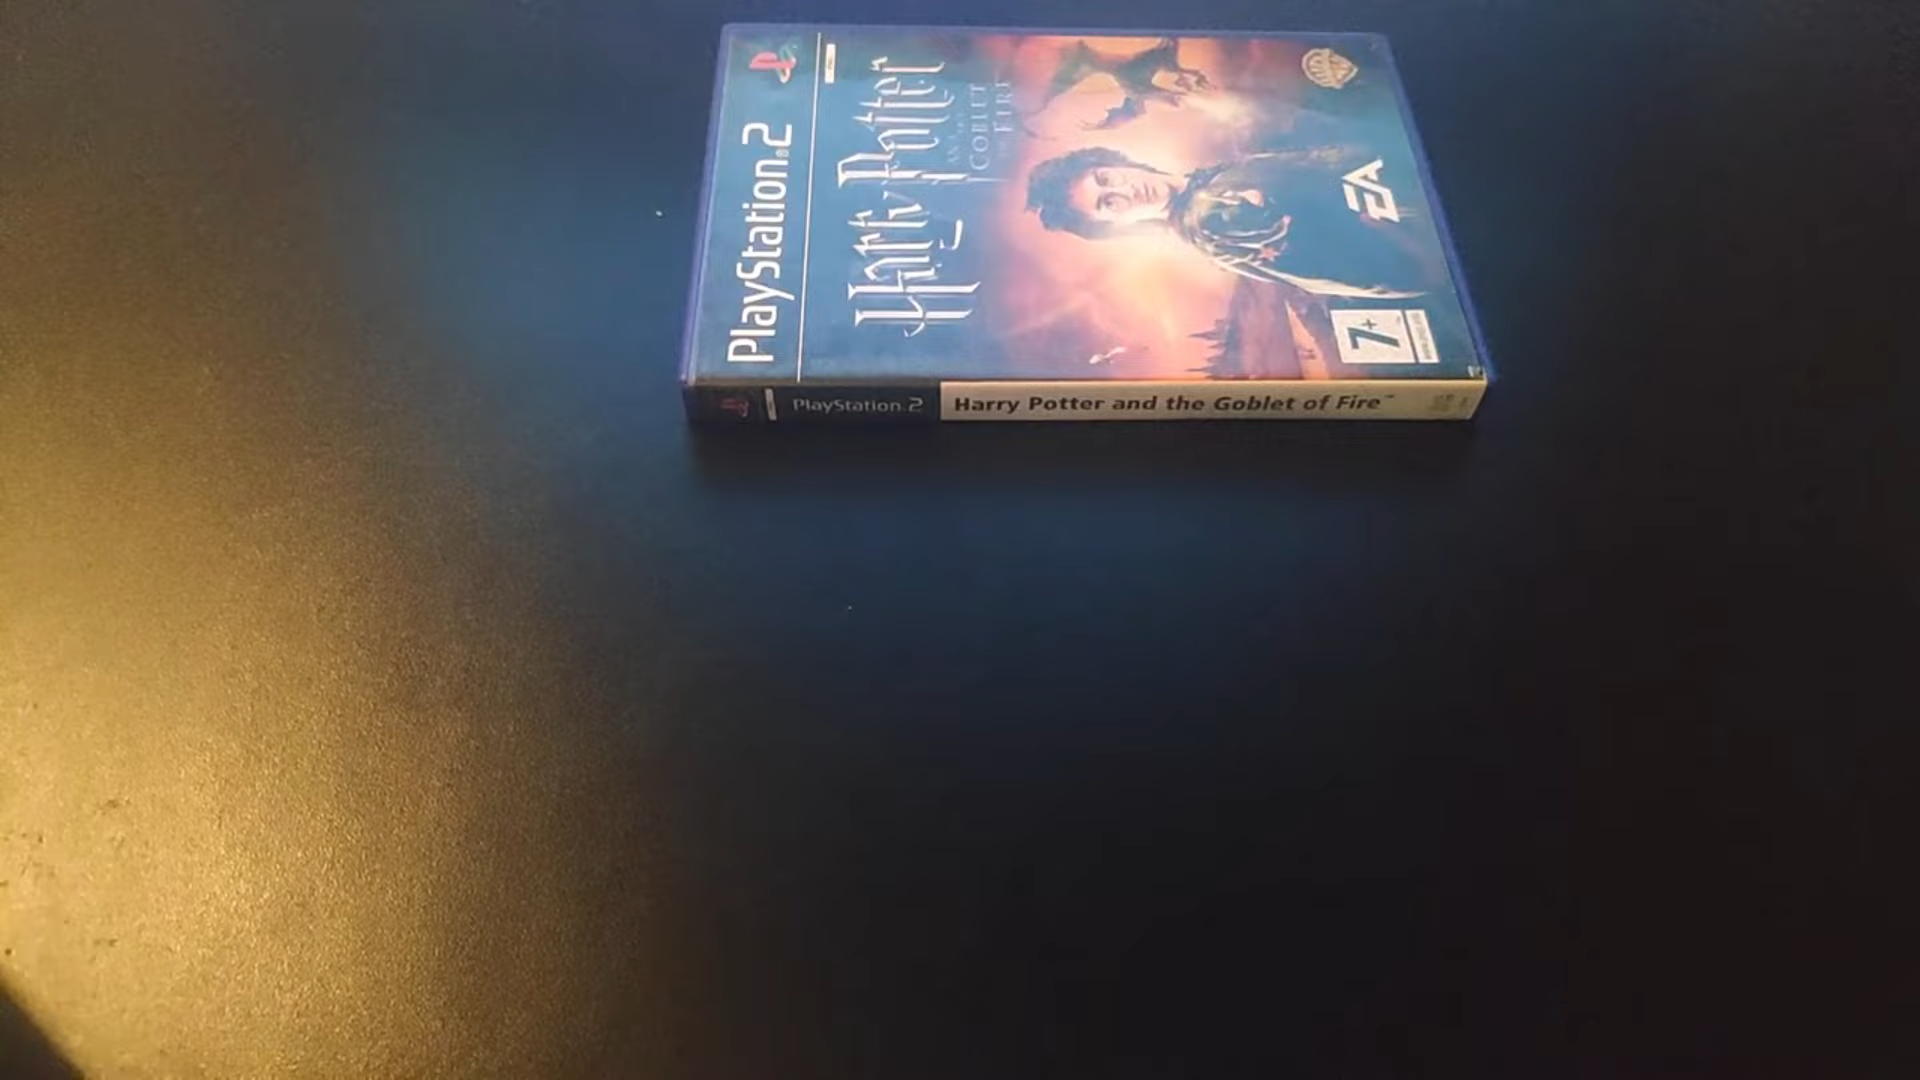 PlayStation®2
Harry Potter
AND THE
GOBLET
OF FIRE
EA
7+
PlayStation®2
Harry Potter and the Goblet of Fire™